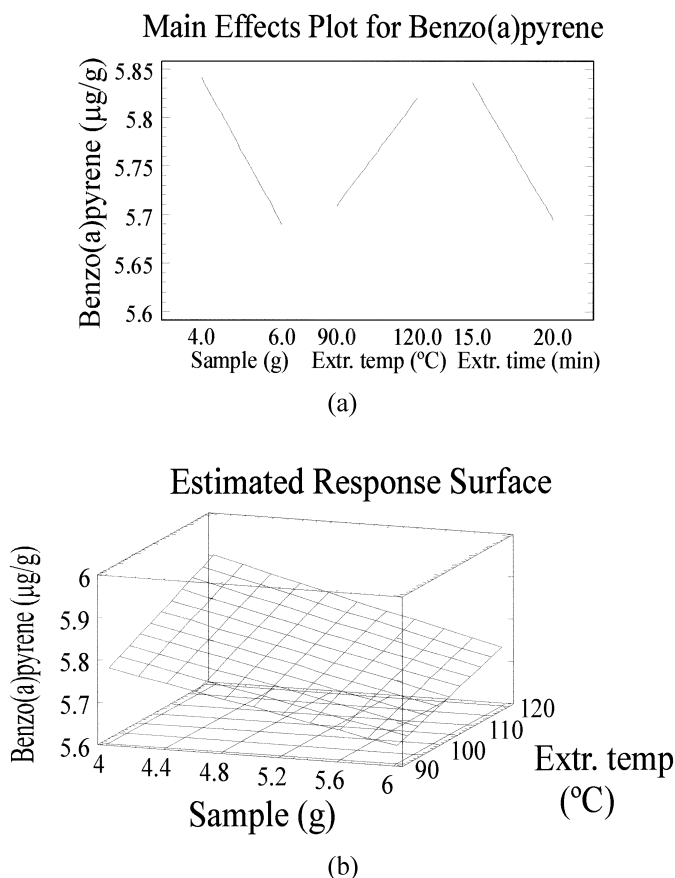 Main Effects Plot for Benzo(a)pyrene
Benzo(a)pyrene (μg/g)
5.85
5.8
5.75
5.7
5.65
5.6
4.0 6.0 90.0 120.0 15.0 20.0
Sample (g) Extr. temp (ºC) Extr. time (min)
(a)
Estimated Response Surface
Benzo(a)pyrene (μg/g)
6
5.9
5.8
5.7
5.6
4 4.4 4.8 5.2 5.6 6
90 100 110 120
Sample (g)
Extr. temp
(ºC)
(b)